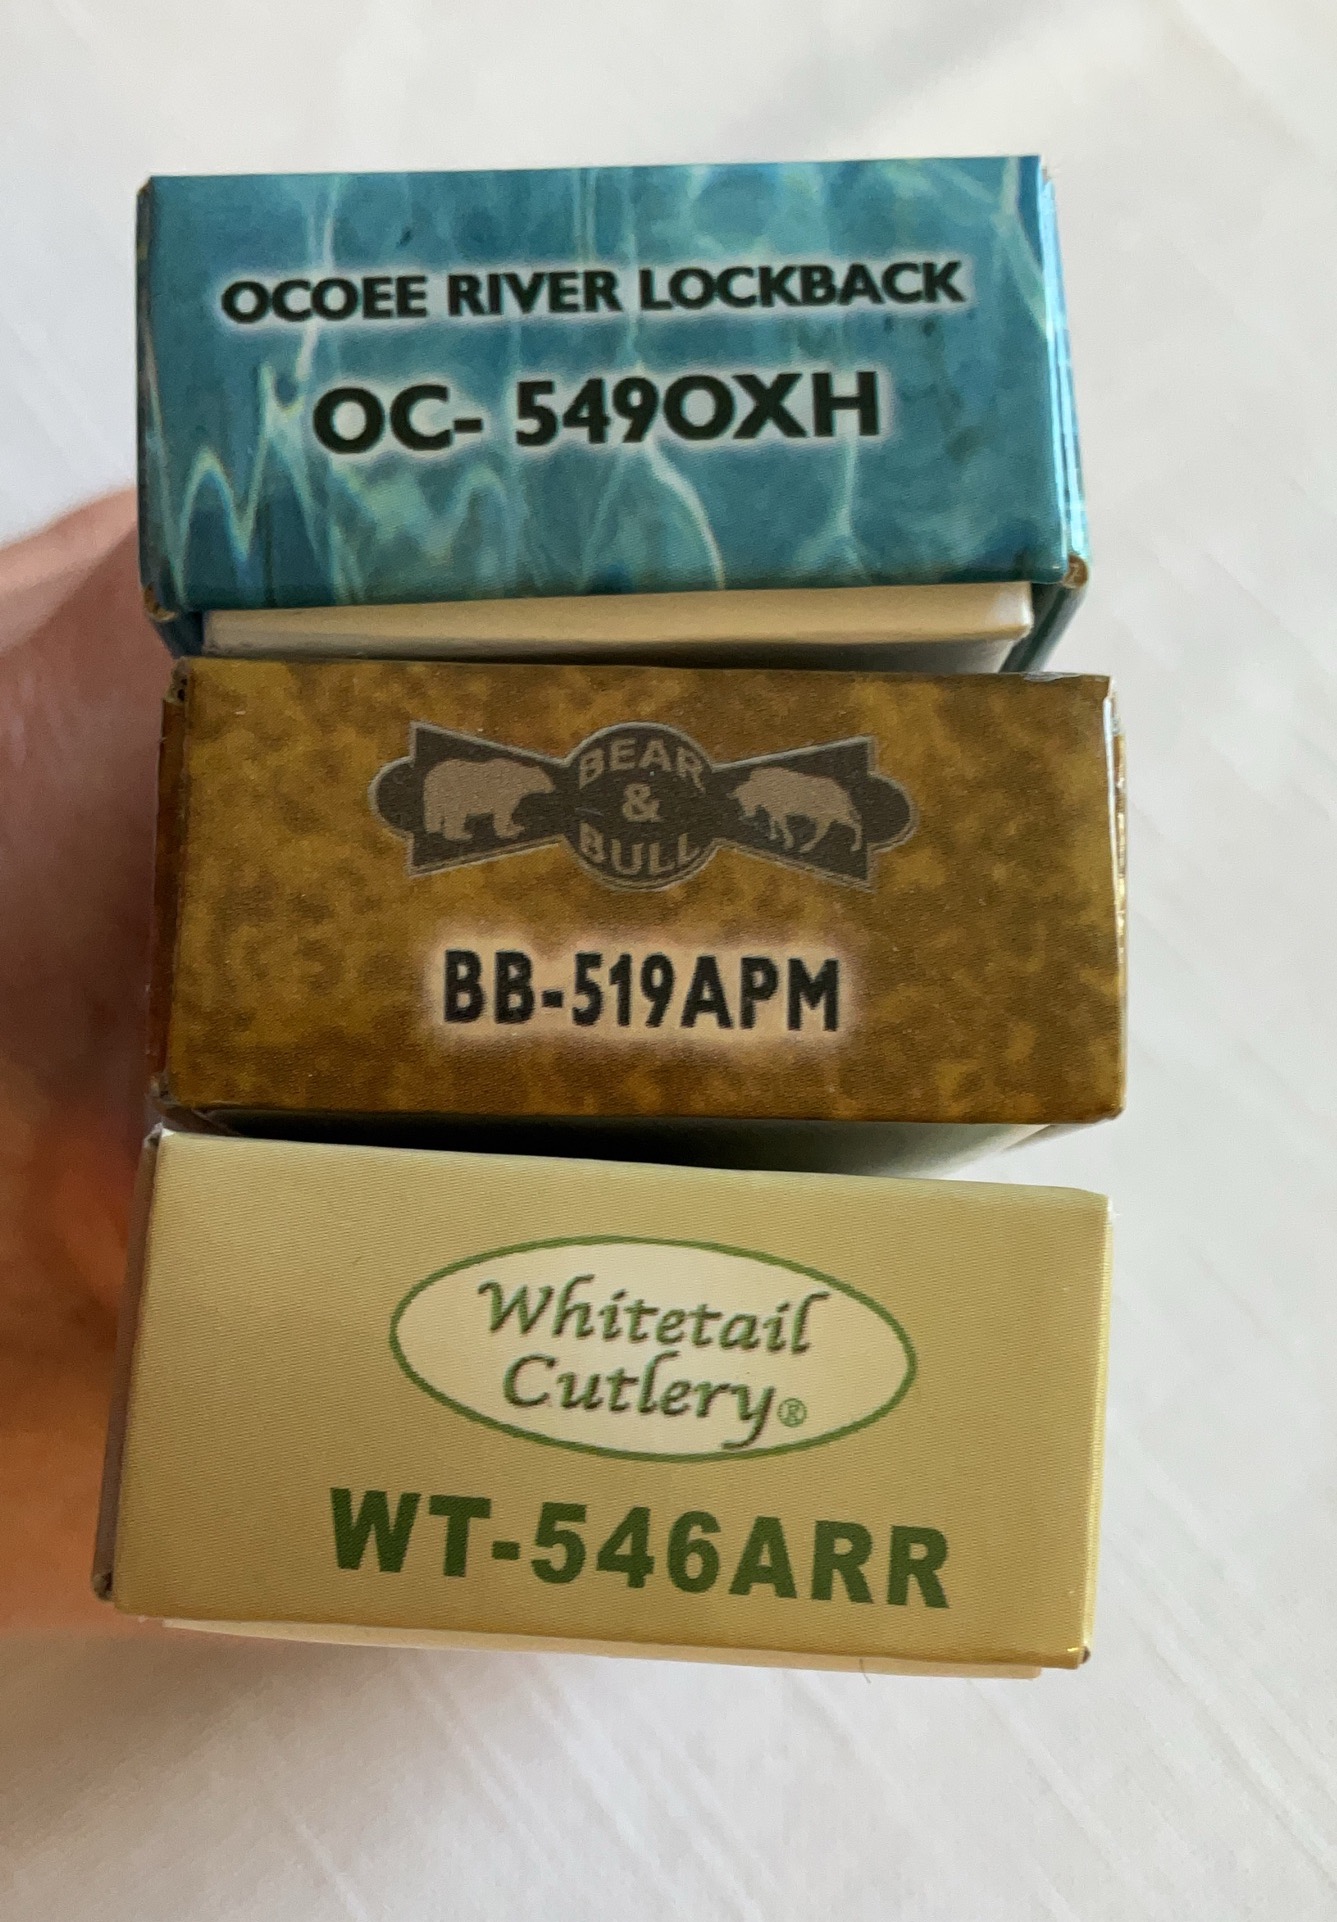 OCOEE RIVER LOCKBACK
OC- 549OXH
BEAR
&
BULL
BB-519APM
Whitetail
Cutlery®
WT-546ARR